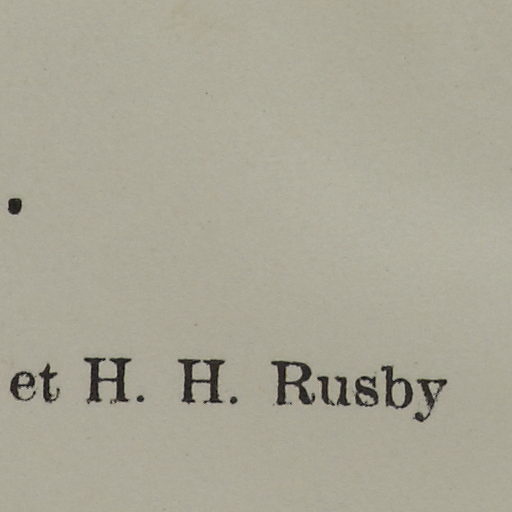 .
et H. H. Rusby